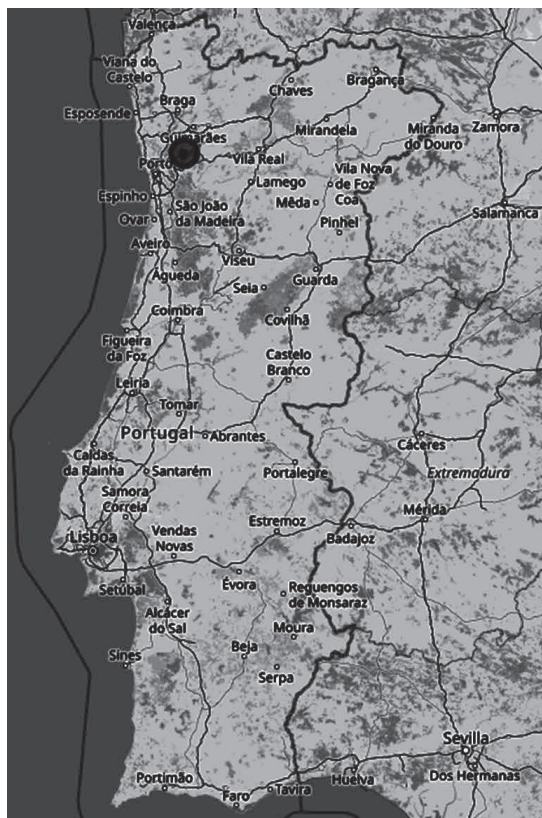 Valença
Viana do
Castelo
Chaves
Bragança
Braga
Esposende
Guimarães
Mirandela
Miranda
do Douro
Zamora
Porto
Vila Real
Vila Nova
de Foz
Coa
Lamego
Espinho
Mêda
São João
da Madeira
Salamanca
Ovar
Pinhel
Aveiro
Viseu
Águeda
Guarda
Seia
Coimbra
Covilhã
Figueira
da Foz
Castelo
Branco
Leiria
Tomar
Portugal
Abrantes
Cáceres
Caldas
da Rainha
Santarém
Portalegre
Extremadura
Samora
Correia
Mérida
Estremoz
Lisboa
Vendas
Novas
Badajoz
Setúbal
Évora
Reguengos
de Monsaraz
Alcácer
do Sal
Moura
Beja
Sines
Serpa
Sevilla
Portimão
Huelva
Dos Hermanas
Faro
Tavira